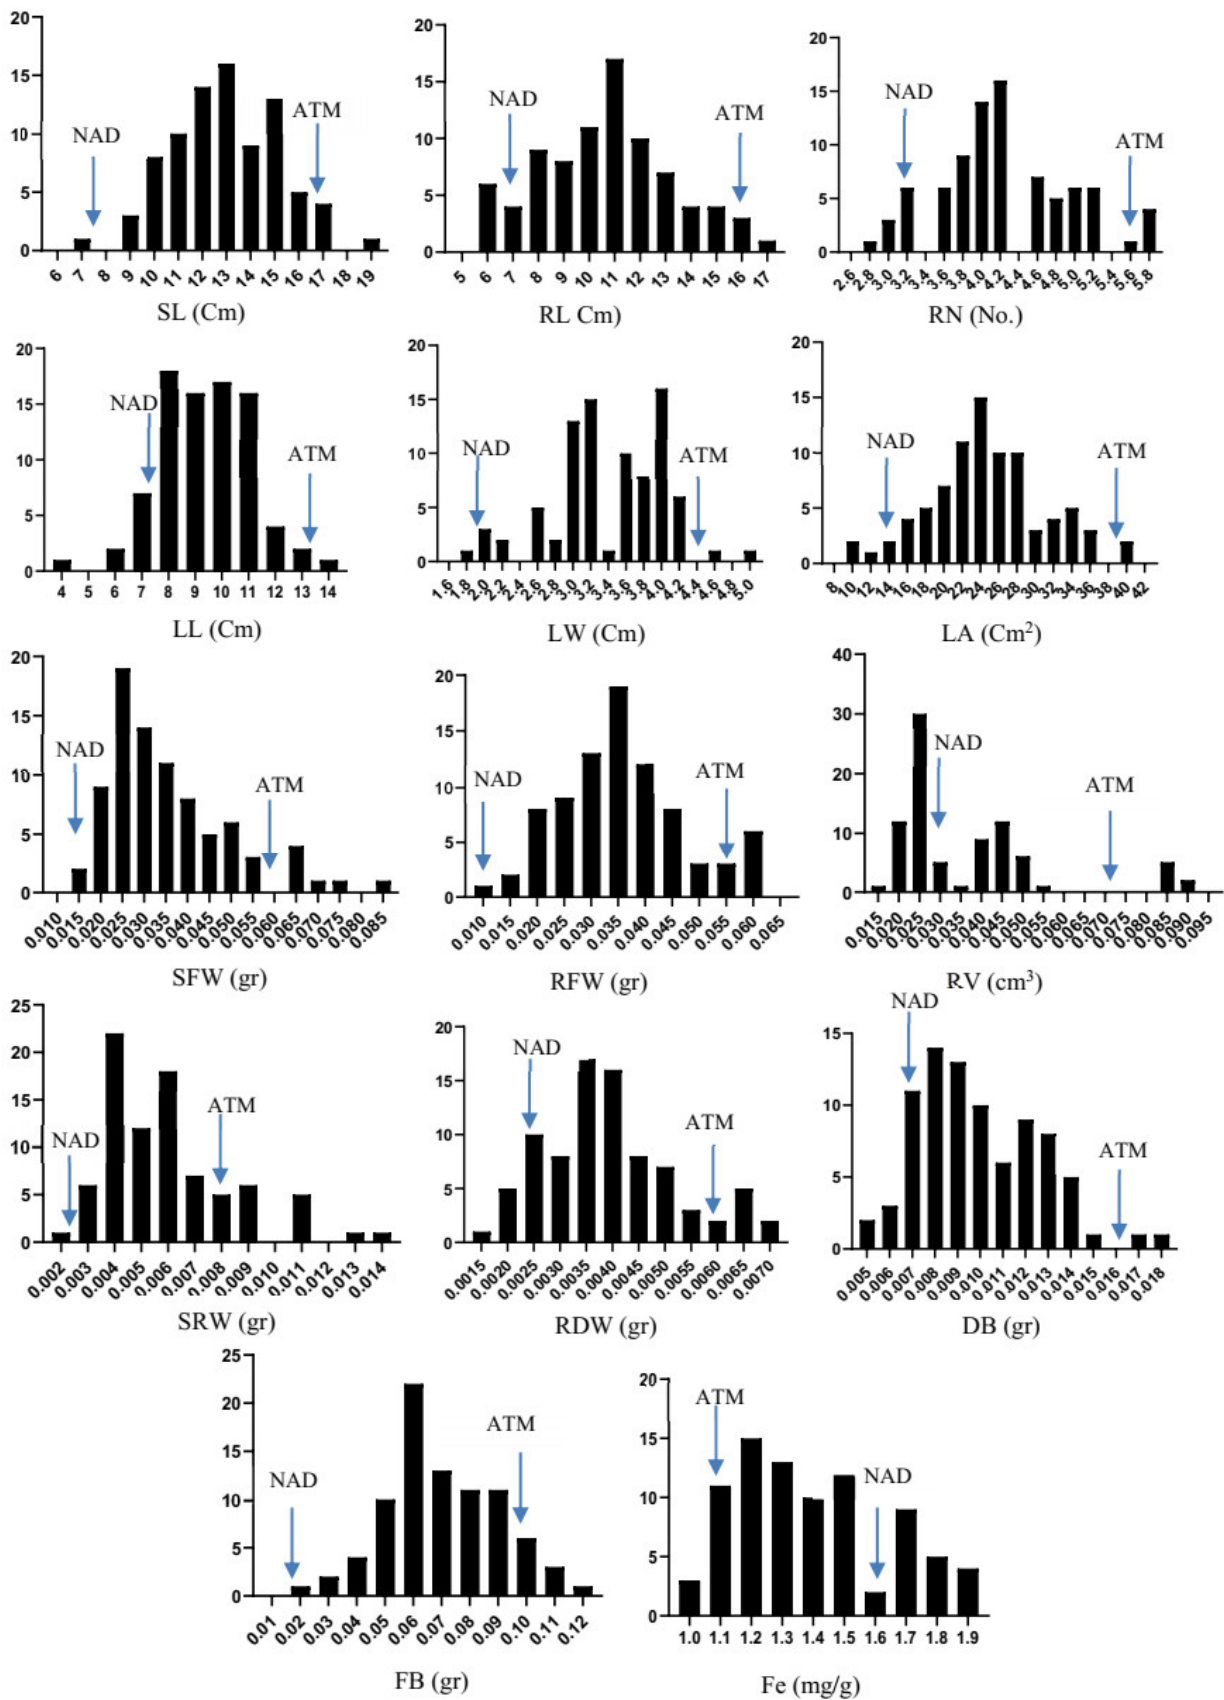 20
15
10
5
0
NAD
ATM
6 7 8 9 10 11 12 13 14 15 16 17 18 19
SL (Cm)
20
15
10
5
0
NAD
ATM
5 6 7 8 9 10 11 12 13 14 15 16 17
RL Cm)
20
15
10
5
0
NAD
ATM
2.6 2.8 3.0 3.2 3.4 3.6 3.8 4.0 4.2 4.4 4.6 4.8 5.0 5.2 5.4 5.6 5.8
RN (No.)
20
15
10
5
0
NAD
ATM
4 5 6 7 8 9 10 11 12 13 14
LL (Cm)
20
15
10
5
0
NAD
ATM
1.6 1.8 2.0 2.2 2.4 2.6 2.8 3.0 3.2 3.4 3.6 3.8 4.0 4.2 4.4 4.6 4.8 5.0
LW (Cm)
20
15
10
5
0
NAD
ATM
8 10 12 14 16 18 20 22 24 26 28 30 32 34 36 38 40 42
LA (Cm²)
20
15
10
5
0
NAD
ATM
0.010 0.015 0.020 0.025 0.030 0.035 0.040 0.045 0.050 0.055 0.060 0.065 0.070 0.075 0.080 0.085
SFW (gr)
20
15
10
5
0
NAD
ATM
0.010 0.015 0.020 0.025 0.030 0.035 0.040 0.045 0.050 0.055 0.060 0.065
RFW (gr)
40
30
20
10
0
NAD
ATM
0.015 0.020 0.025 0.030 0.035 0.040 0.045 0.050 0.055 0.060 0.065 0.070 0.075 0.080 0.085 0.090 0.095
RV (cm³)
25
20
15
10
5
0
NAD
ATM
0.002 0.003 0.004 0.005 0.006 0.007 0.008 0.009 0.010 0.011 0.012 0.013 0.014
SRW (gr)
20
15
10
5
0
NAD
ATM
0.0015 0.0020 0.0025 0.0030 0.0035 0.0040 0.0045 0.0050 0.0055 0.0060 0.0065 0.0070
RDW (gr)
15
10
5
0
NAD
ATM
0.005 0.006 0.007 0.008 0.009 0.010 0.011 0.012 0.013 0.014 0.015 0.016 0.017 0.018
DB (gr)
25
20
15
10
5
0
NAD
ATM
0.01 0.02 0.03 0.04 0.05 0.06 0.07 0.08 0.09 0.10 0.11 0.12
FB (gr)
20
15
10
5
0
ATM
NAD
1.0 1.1 1.2 1.3 1.4 1.5 1.6 1.7 1.8 1.9
Fe (mg/g)